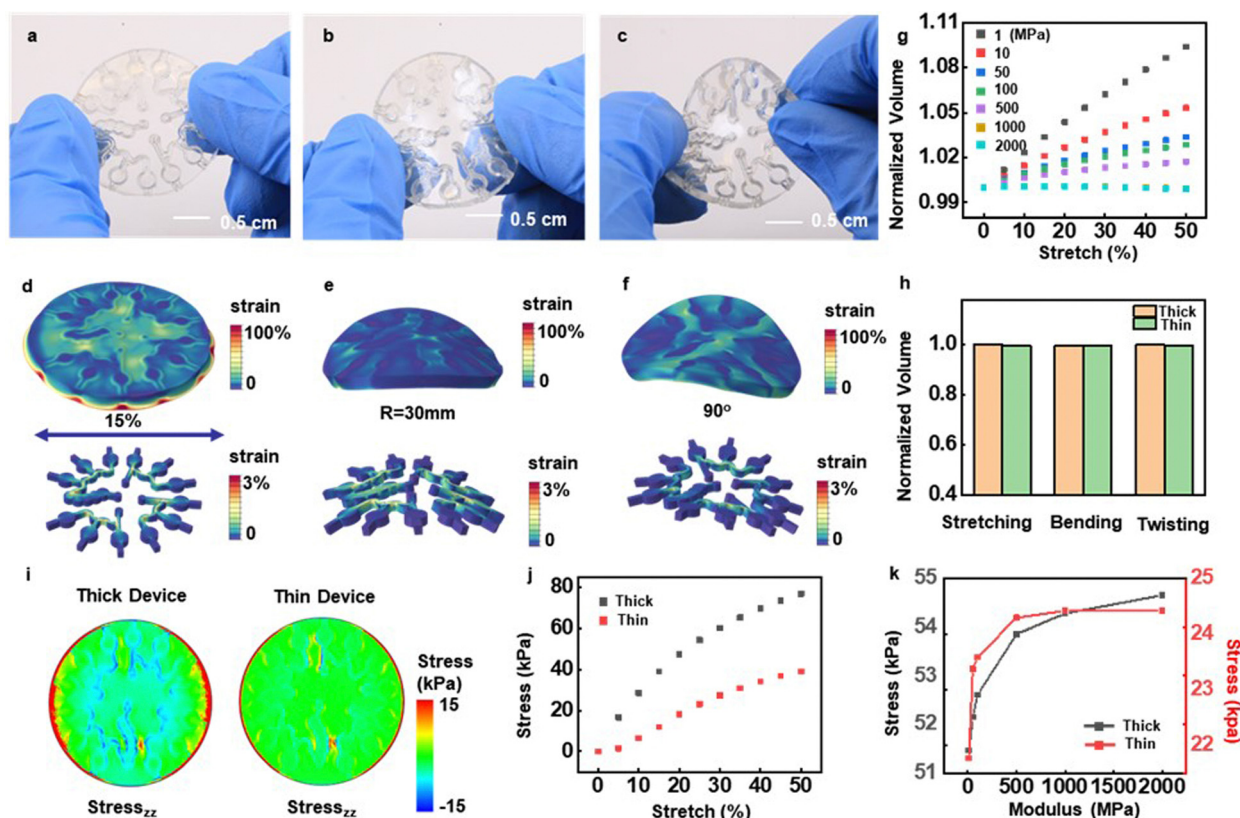 a
0.5 cm
b
0.5 cm
c
0.5 cm
g
1.11
1.08
1.05
1.02
0.99
Normalized Volume
1 (MPa)
10
50
100
500
1000
2000
0 10 20 30 40 50
Stretch (%)
d
strain
100%
0
15%
strain
3%
0
e
strain
100%
0
R=30mm
strain
3%
0
f
strain
100%
0
90°
strain
3%
0
h
Thick
Thin
1.0
0.8
0.6
0.4
Normalized Volume
Stretching Bending Twisting
i
Thick Device Thin Device
Stress
(kPa)
15
-15
Stresszz Stresszz
j
80
60
40
20
0
Stress (kPa)
Thick
Thin
0 10 20 30 40 50
Stretch (%)
k
55
54
53
52
51
Stress (kPa)
25
24
23
22
Stress (kpa)
Thick
Thin
0 500 1000 1500 2000
Modulus (MPa)